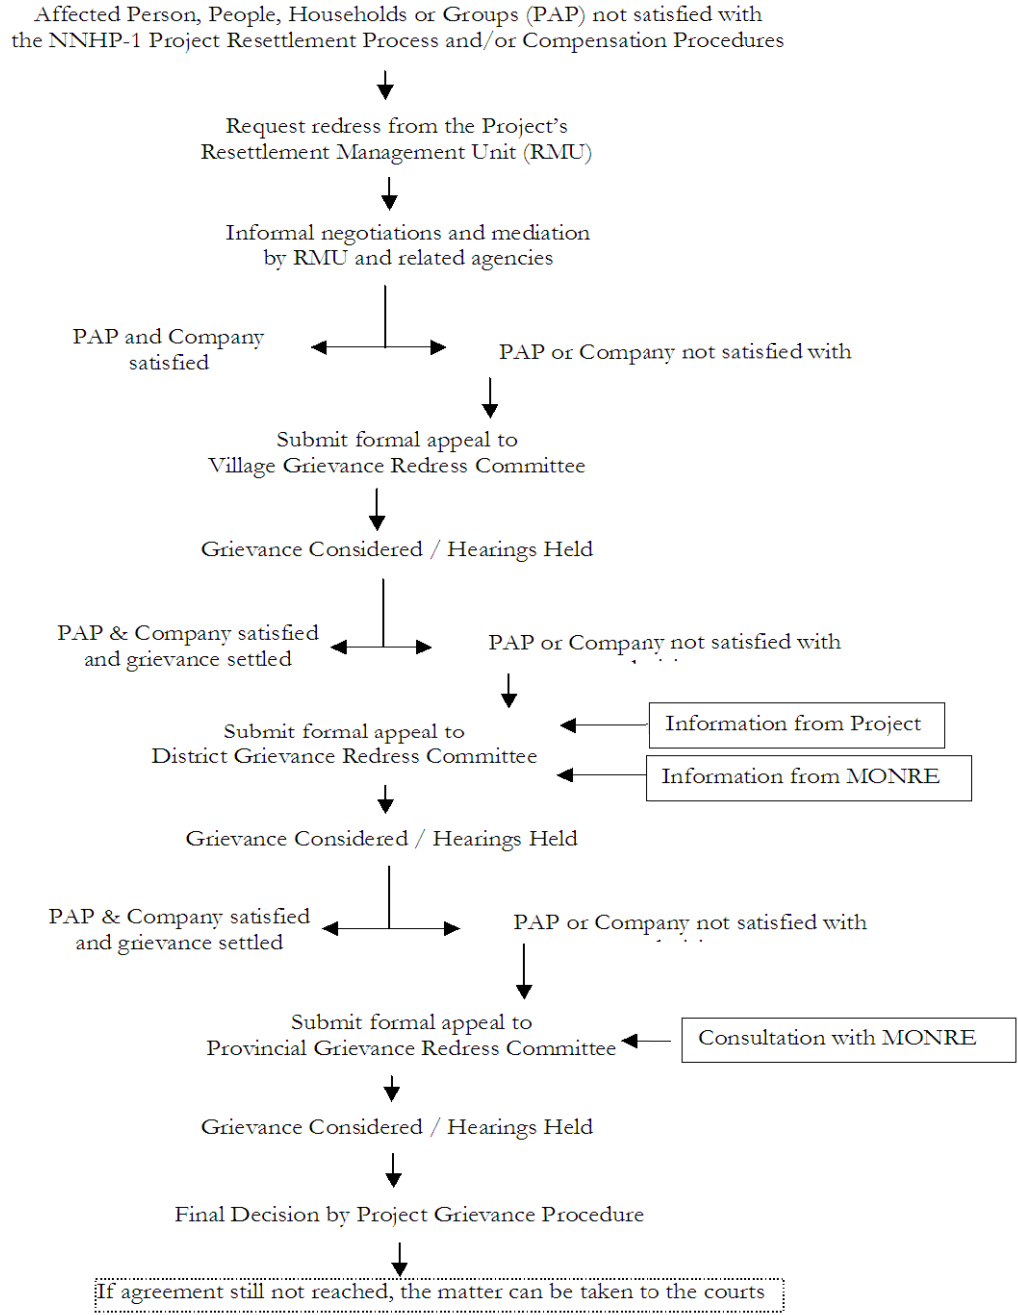 Affected Person, People, Households or Groups (PAP) not satisfied with
the NNHP-1 Project Resettlement Process and/or Compensation Procedures
Request redress from the Project's
Resettlement Management Unit (RMU)
Informal negotiations and mediation
by RMU and related agencies
PAP and Company
satisfied
PAP or Company not satisfied with
Submit formal appeal to
Village Grievance Redress Committee
Grievance Considered / Hearings Held
PAP & Company satisfied
and grievance settled
PAP or Company not satisfied with
Submit formal appeal to
District Grievance Redress Committee
Information from Project
Information from MONRE
Grievance Considered / Hearings Held
PAP & Company satisfied
and grievance settled
PAP or Company not satisfied with
Submit formal appeal to
Provincial Grievance Redress Committee
Consultation with MONRE
Grievance Considered / Hearings Held
Final Decision by Project Grievance Procedure
If agreement still not reached, the matter can be taken to the courts